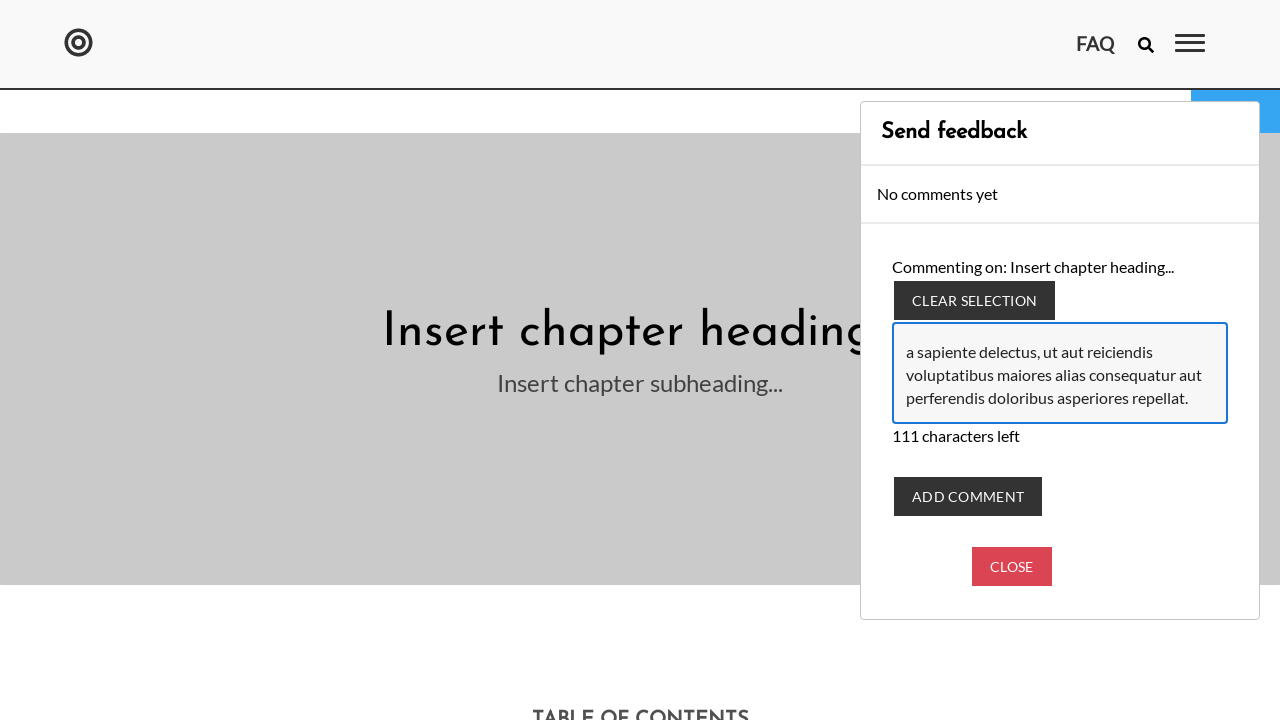 FAQ
Send feedback
No comments yet
Commenting on: Insert chapter heading...
CLEAR SELECTION
a sapiente delectus, ut aut reiciendis
voluptatibus maiores alias consequatur aut
perferendis doloribus asperiores repellat.
111 characters left
ADD COMMENT
CLOSE
Insert chapter heading
Insert chapter subheading...
TABLE OF CONTENTS